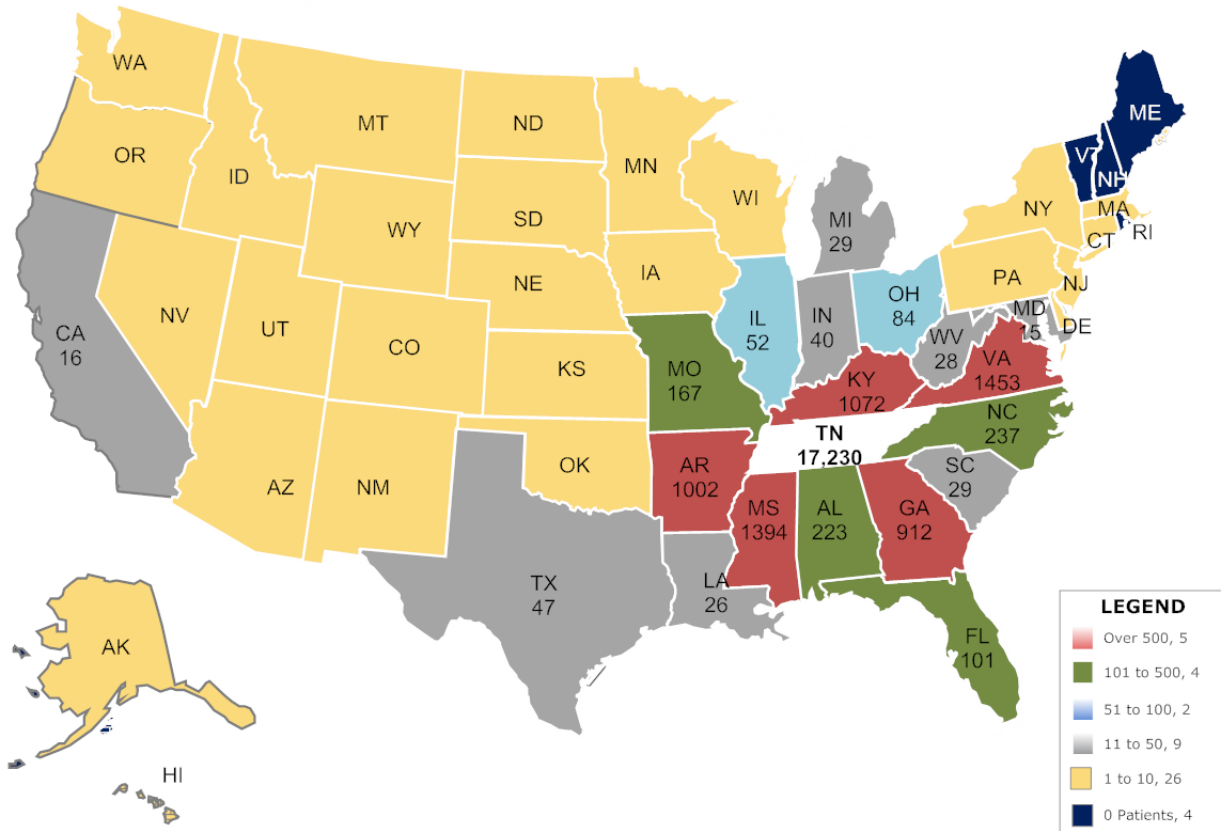 WA
MT
ND
MN
OR
ID
SD
WI
WY
MI
29
NY
ME
VT
NH
MA
RI
CT
IA
NE
PA
NJ
NV
UT
CO
CA
16
IL
52
IN
40
OH
84
MD
15
DE
WV
28
KS
MO
167
KY
1072
VA
1453
TN
17,230
NC
237
AZ
NM
OK
AR
1002
SC
29
MS
1394
AL
223
GA
912
TX
47
LA
26
FL
101
AK
HI
LEGEND
Over 500, 5
101 to 500, 4
51 to 100, 2
11 to 50, 9
1 to 10, 26
0 Patients, 4